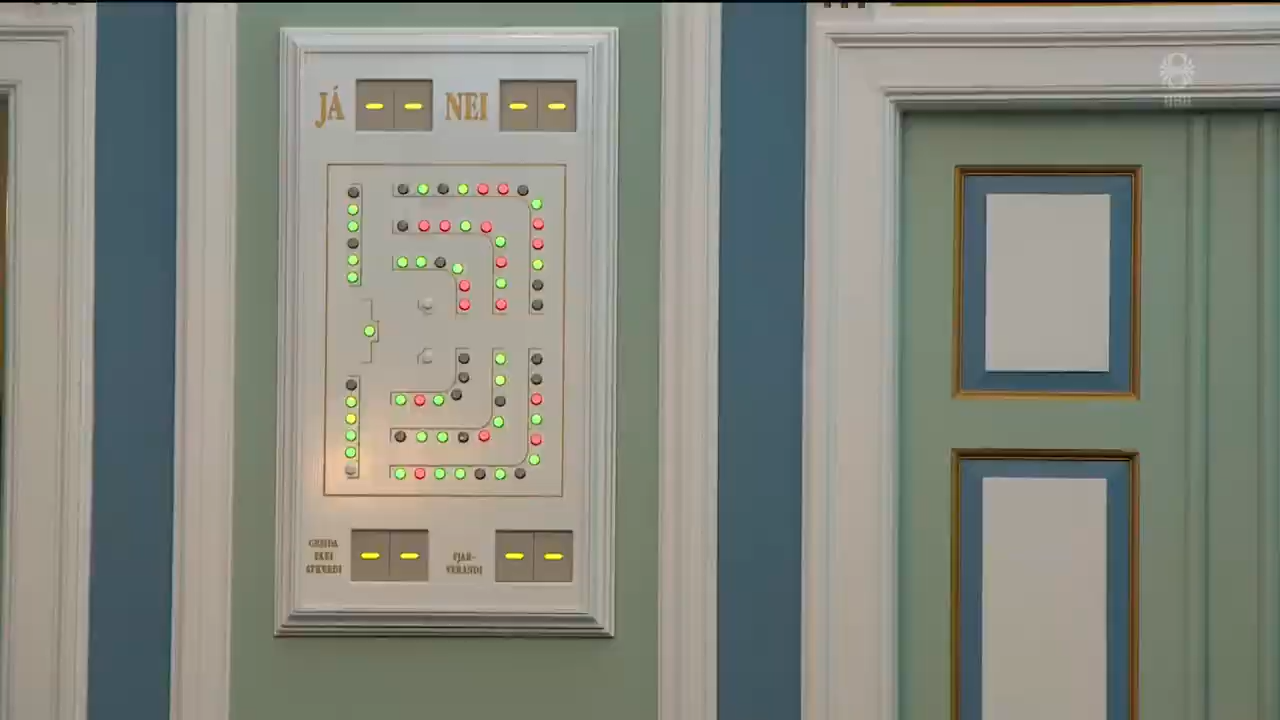 JÁ
NEI
GREIÐA
EKKI
ATKVÆÐI
FJAR-
VERANDI